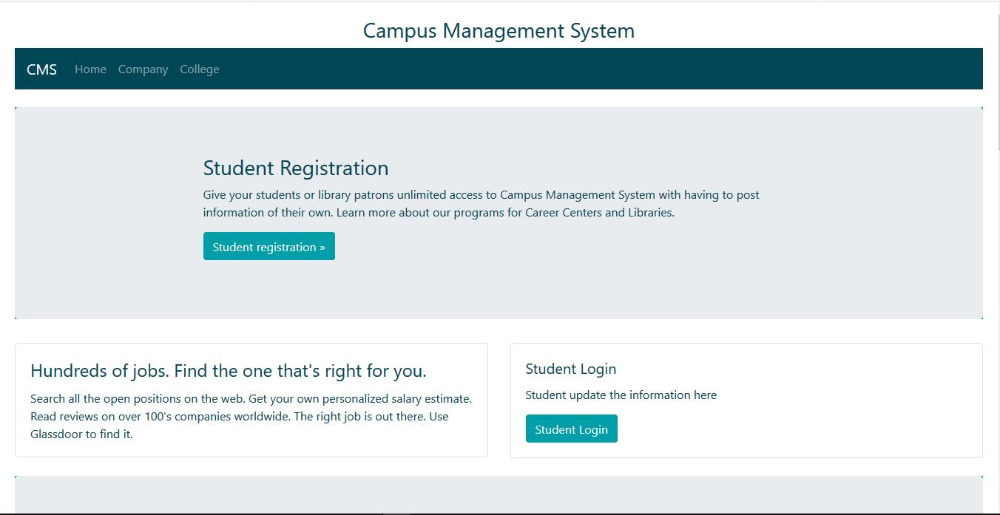 Campus Management System
CMS Home Company College
Student Registration
Give your students or library patrons unlimited access to Campus Management System with having to post
information of their own. Learn more about our programs for Career Centers and Libraries.
Student registration »
Hundreds of jobs. Find the one that's right for you.
Search all the open positions on the web. Get your own personalized salary estimate.
Read reviews on over 100's companies worldwide. The right job is out there. Use
Glassdoor to find it.
Student Login
Student update the information here
Student Login